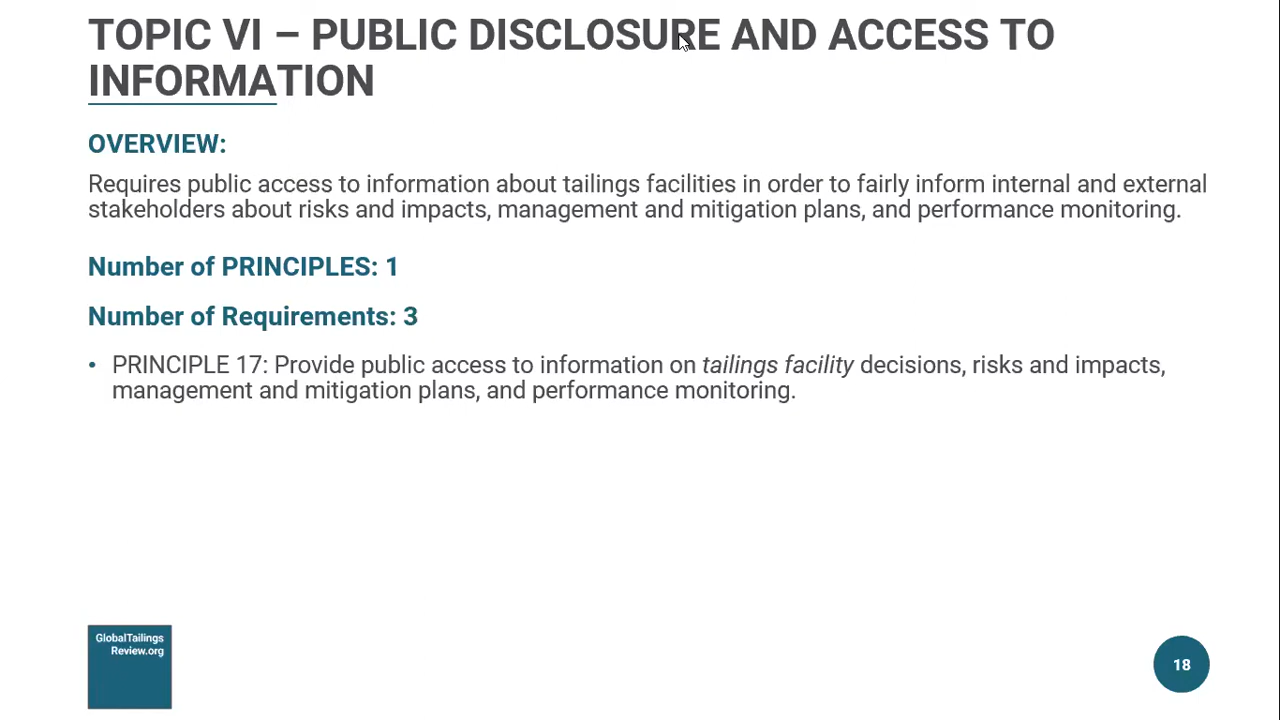 TOPIC VI – PUBLIC DISCLOSURE AND ACCESS TO
INFORMATION
OVERVIEW:
Requires public access to information about tailings facilities in order to fairly inform internal and external
stakeholders about risks and impacts, management and mitigation plans, and performance monitoring.
Number of PRINCIPLES: 1
Number of Requirements: 3
• PRINCIPLE 17: Provide public access to information on tailings facility decisions, risks and impacts,
management and mitigation plans, and performance monitoring.
GlobalTailings
Review.org
18